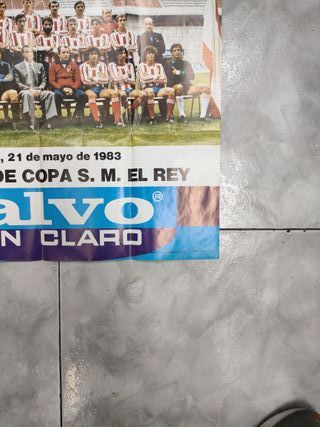 , 21 de mayo de 1983
DE COPA S. M. EL REY
alvo®
N CLARO